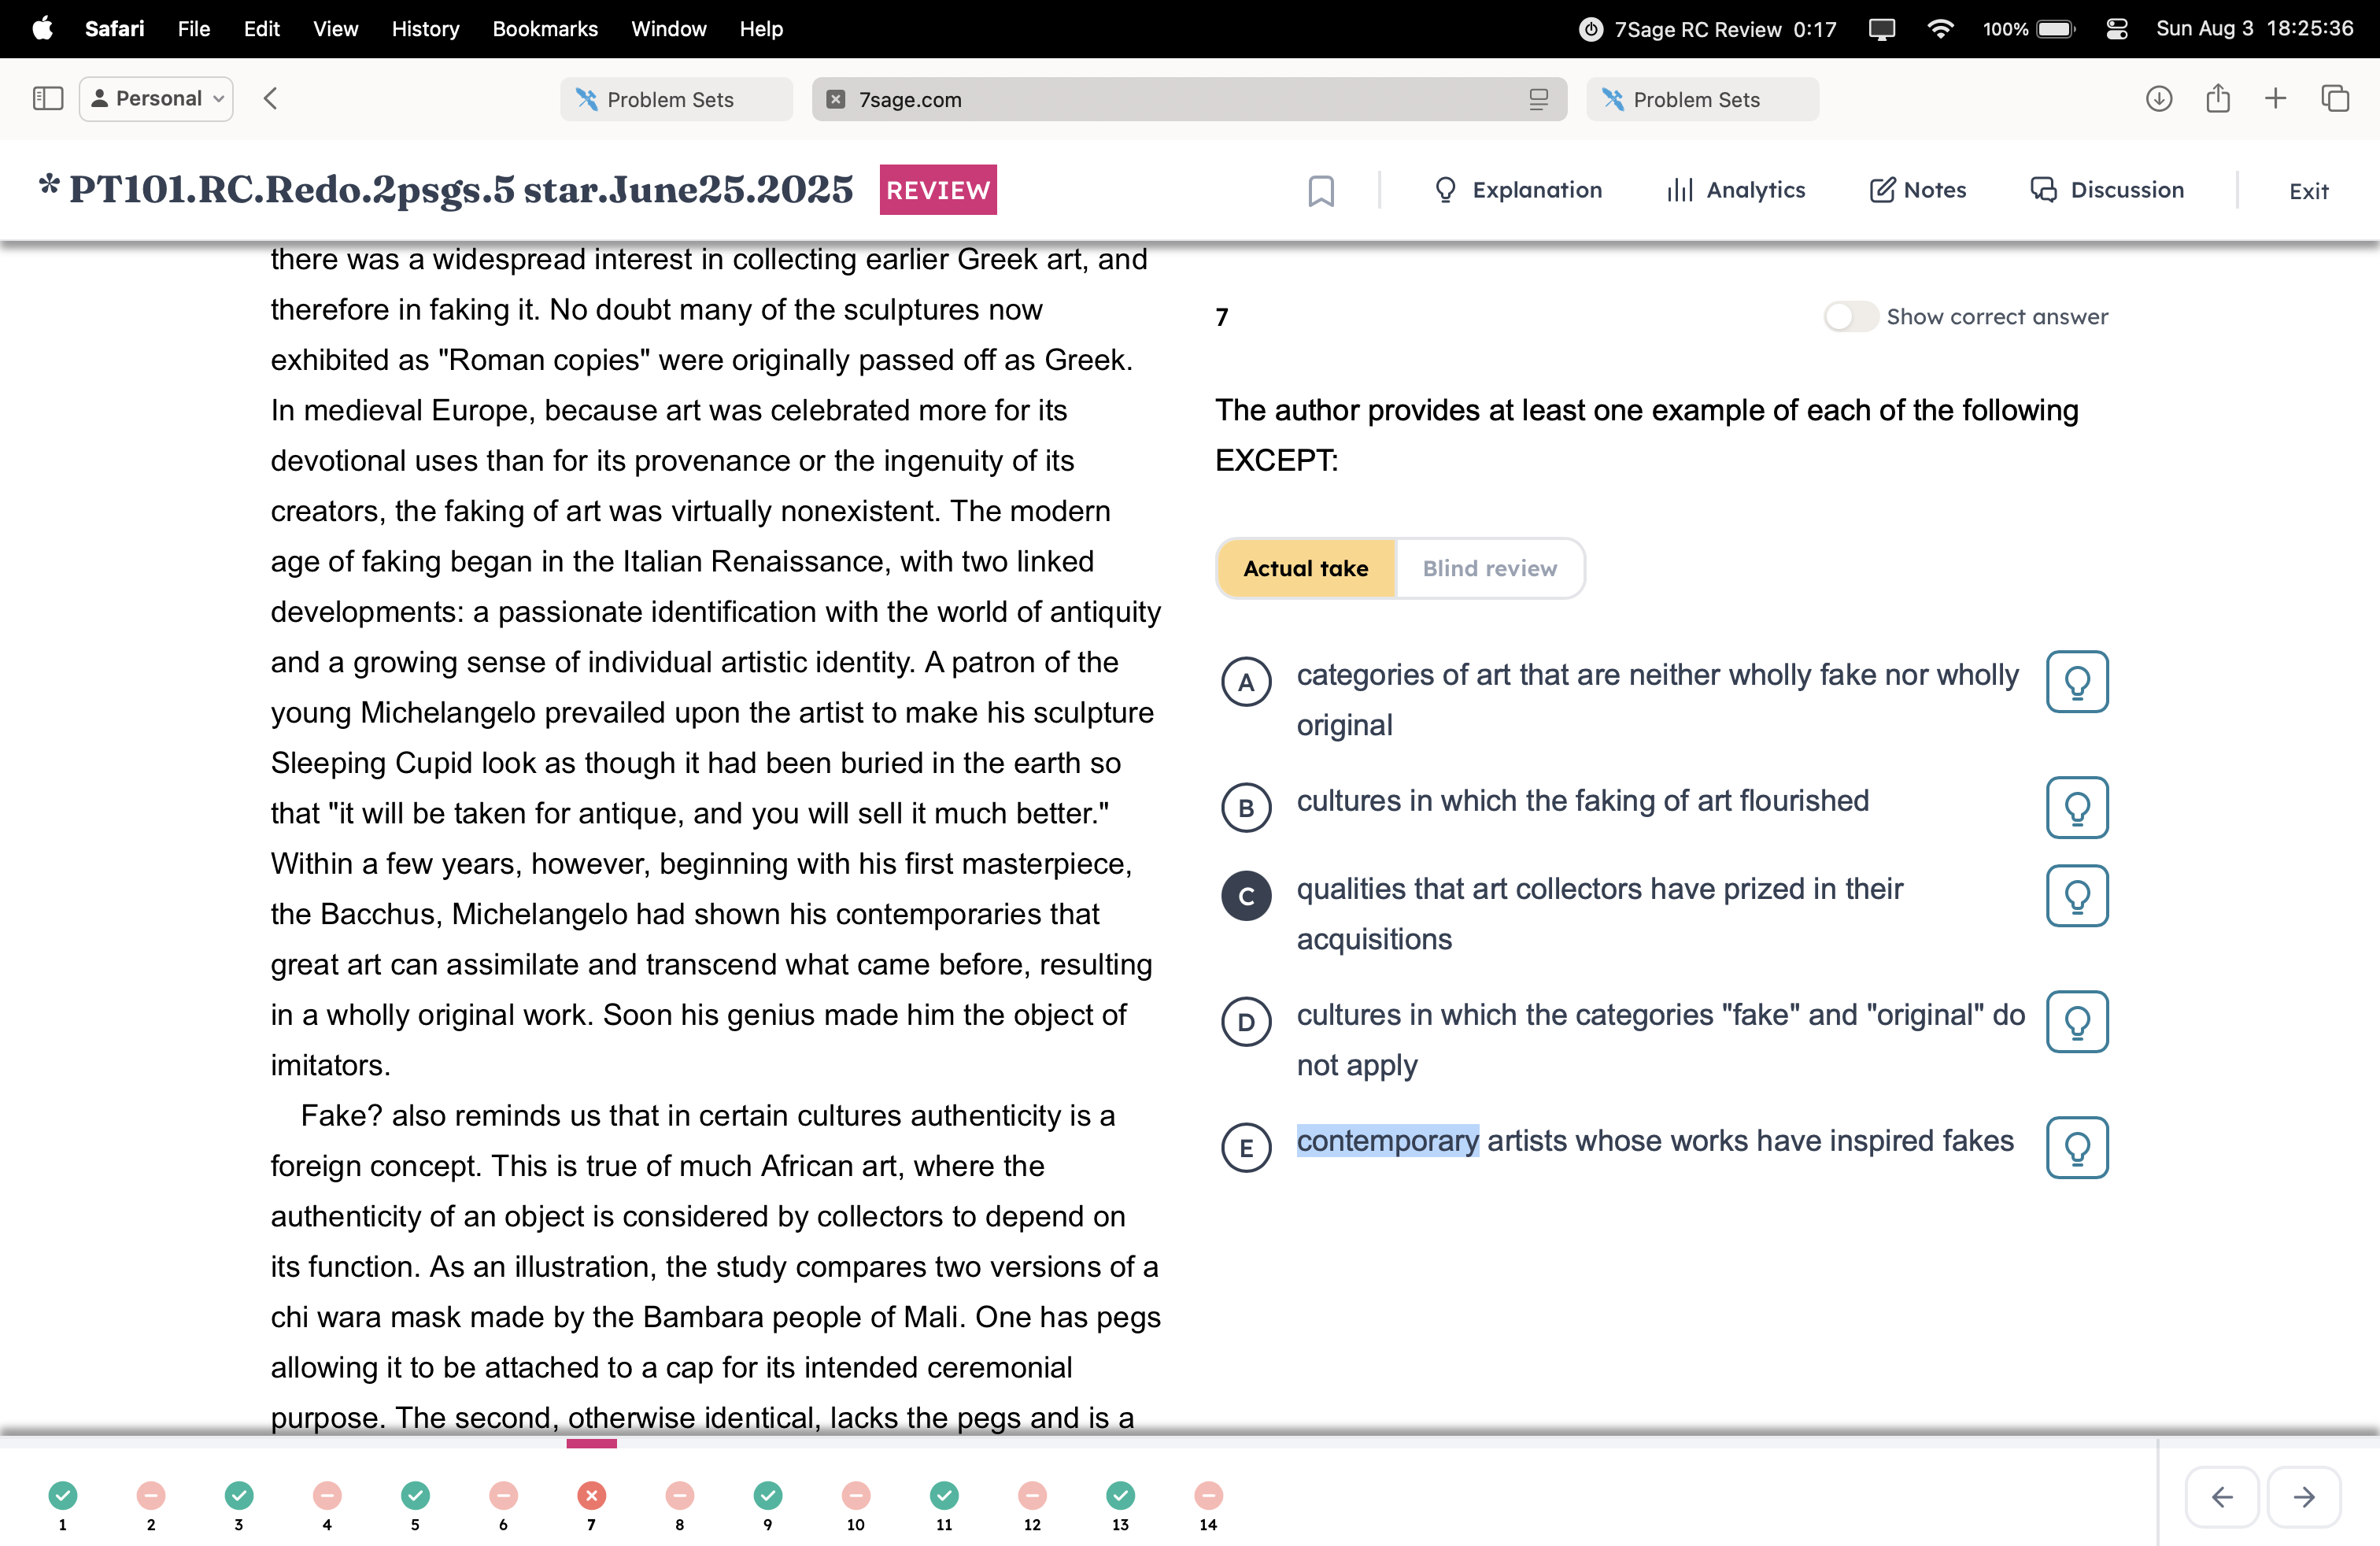 Safari File Edit View History Bookmarks Window Help 7Sage RC Review 0:17 100% Sun Aug 3 18:25:36
Personal Problem Sets 7sage.com Problem Sets
* PT101.RC.Redo.2psgs.5 star.June25.2025 REVIEW Explanation Analytics Notes Discussion Exit
there was a widespread interest in collecting earlier Greek art, and
therefore in faking it. No doubt many of the sculptures now
exhibited as "Roman copies" were originally passed off as Greek.
In medieval Europe, because art was celebrated more for its
devotional uses than for its provenance or the ingenuity of its
creators, the faking of art was virtually nonexistent. The modern
age of faking began in the Italian Renaissance, with two linked
developments: a passionate identification with the world of antiquity
and a growing sense of individual artistic identity. A patron of the
young Michelangelo prevailed upon the artist to make his sculpture
Sleeping Cupid look as though it had been buried in the earth so
that "it will be taken for antique, and you will sell it much better."
Within a few years, however, beginning with his first masterpiece,
the Bacchus, Michelangelo had shown his contemporaries that
great art can assimilate and transcend what came before, resulting
in a wholly original work. Soon his genius made him the object of
imitators.
Fake? also reminds us that in certain cultures authenticity is a
foreign concept. This is true of much African art, where the
authenticity of an object is considered by collectors to depend on
its function. As an illustration, the study compares two versions of a
chi wara mask made by the Bambara people of Mali. One has pegs
allowing it to be attached to a cap for its intended ceremonial
purpose. The second, otherwise identical, lacks the pegs and is a
7 Show correct answer
The author provides at least one example of each of the following
EXCEPT:
Actual take Blind review
A categories of art that are neither wholly fake nor wholly
original
B cultures in which the faking of art flourished
C qualities that art collectors have prized in their
acquisitions
D cultures in which the categories "fake" and "original" do
not apply
E contemporary artists whose works have inspired fakes
1 2 3 4 5 6 7 8 9 10 11 12 13 14